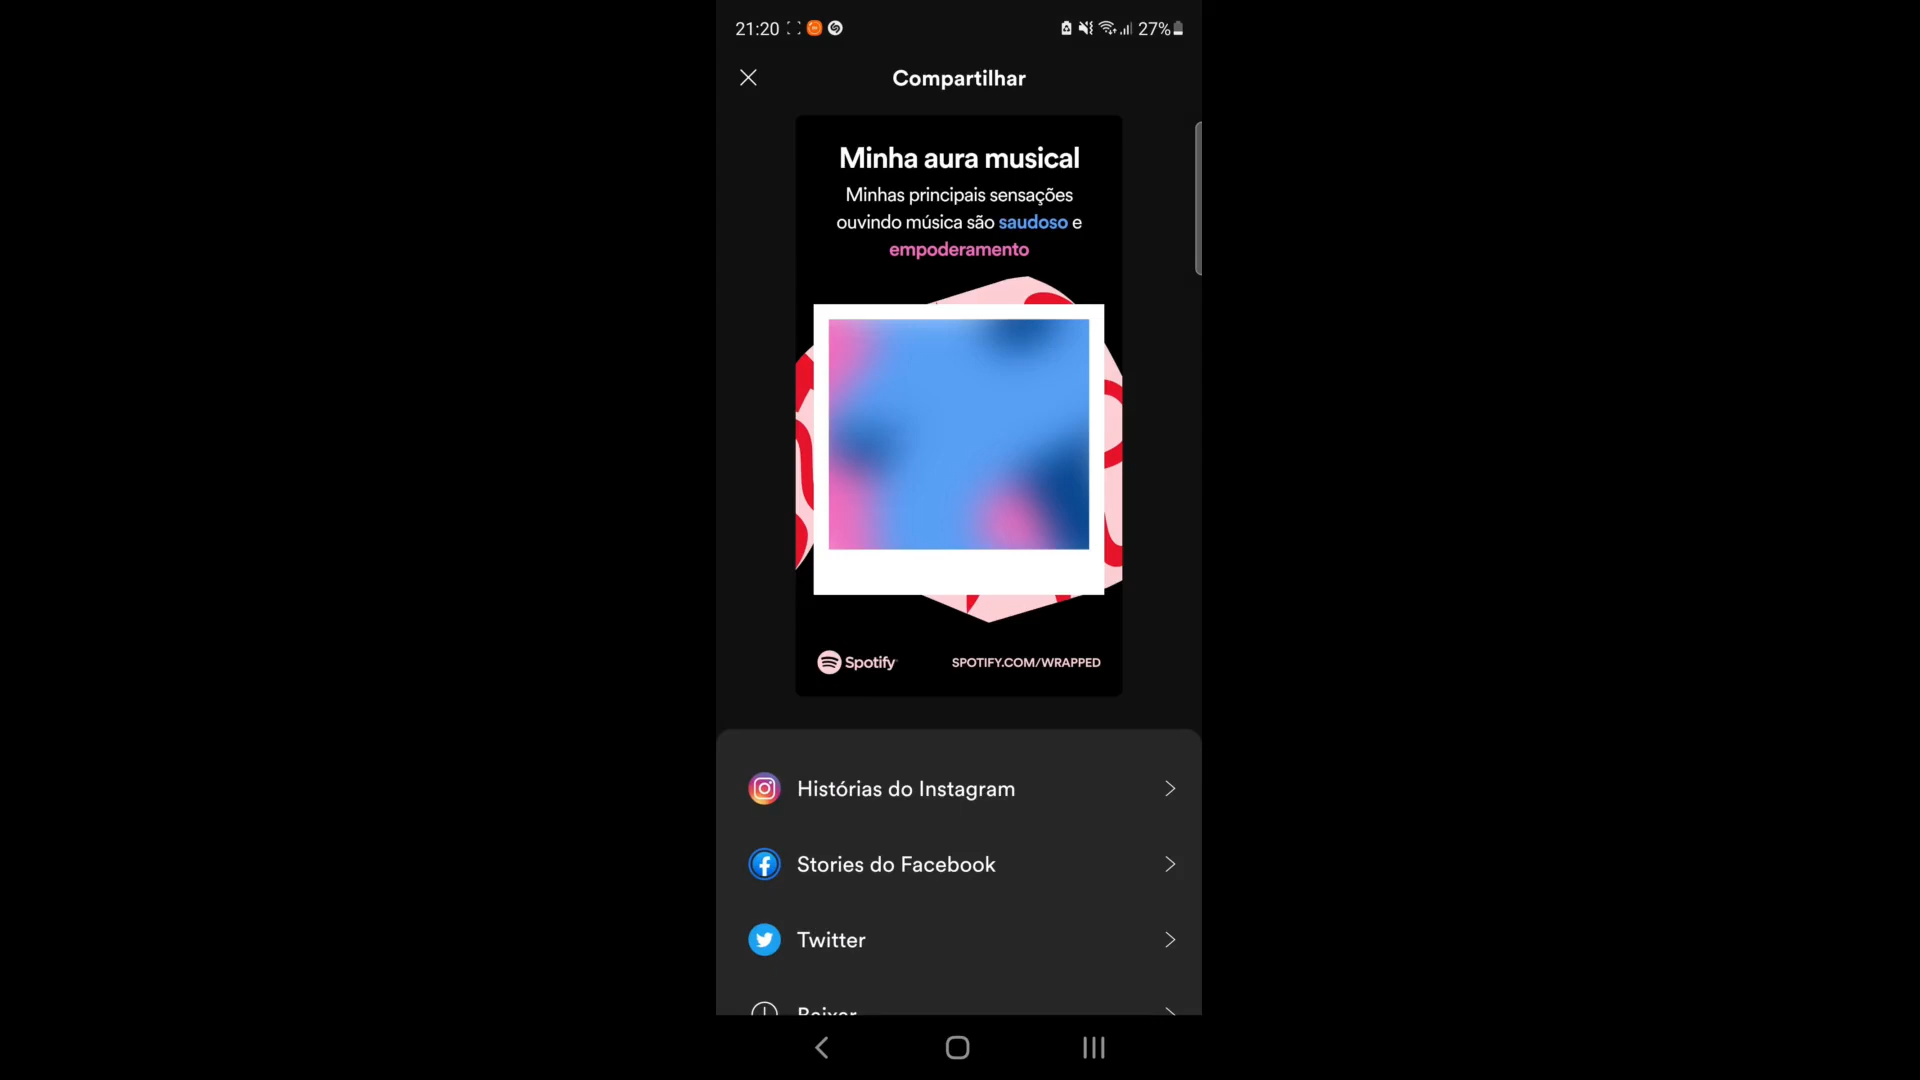 21:20
27%
Compartilhar
Minha aura musical
Minhas principais sensações
ouvindo música são saudoso e
empoderamento
Spotify
SPOTIFY.COM/WRAPPED
Histórias do Instagram
Stories do Facebook
Twitter
Baixar